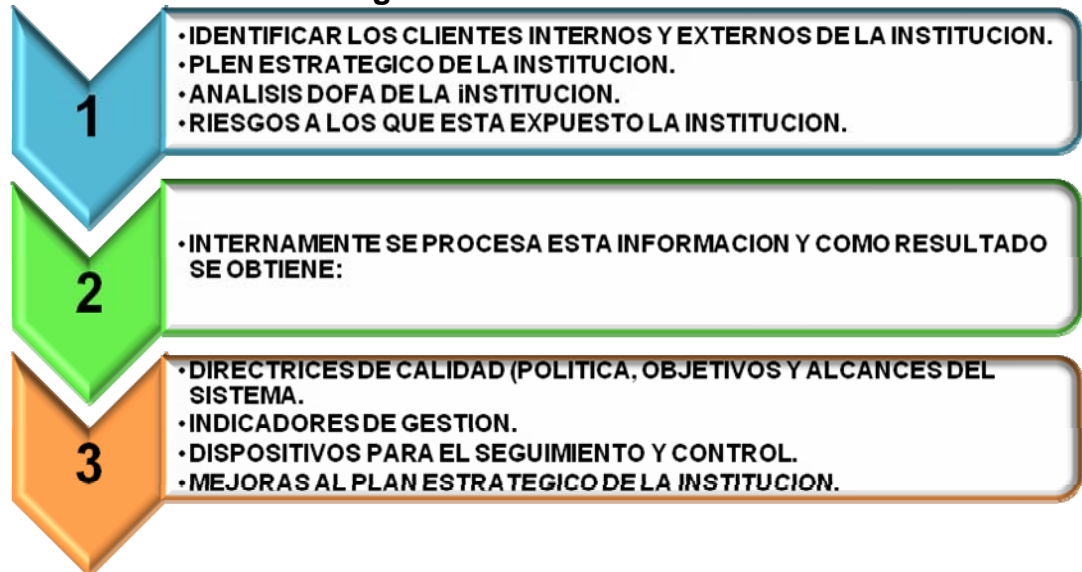 1
•IDENTIFICAR LOS CLIENTES INTERNOS Y EXTERNOS DE LA INSTITUCION.
•PLEN ESTRATEGICO DE LA INSTITUCION.
•ANALISIS DOFA DE LA iNSTITUCION.
•RIESGOS A LOS QUE ESTA EXPUESTO LA INSTITUCION.
2
•INTERNAMENTE SE PROCESA ESTA INFORMACION Y COMO RESULTADO
SE OBTIENE:
3
•DIRECTRICES DE CALIDAD (POLITICA, OBJETIVOS Y ALCANCES DEL
SISTEMA.
•INDICADORES DE GESTION.
•DISPOSITIVOS PARA EL SEGUIMIENTO Y CONTROL.
•MEJORAS AL PLAN ESTRATEGICO DE LA INSTITUCION.